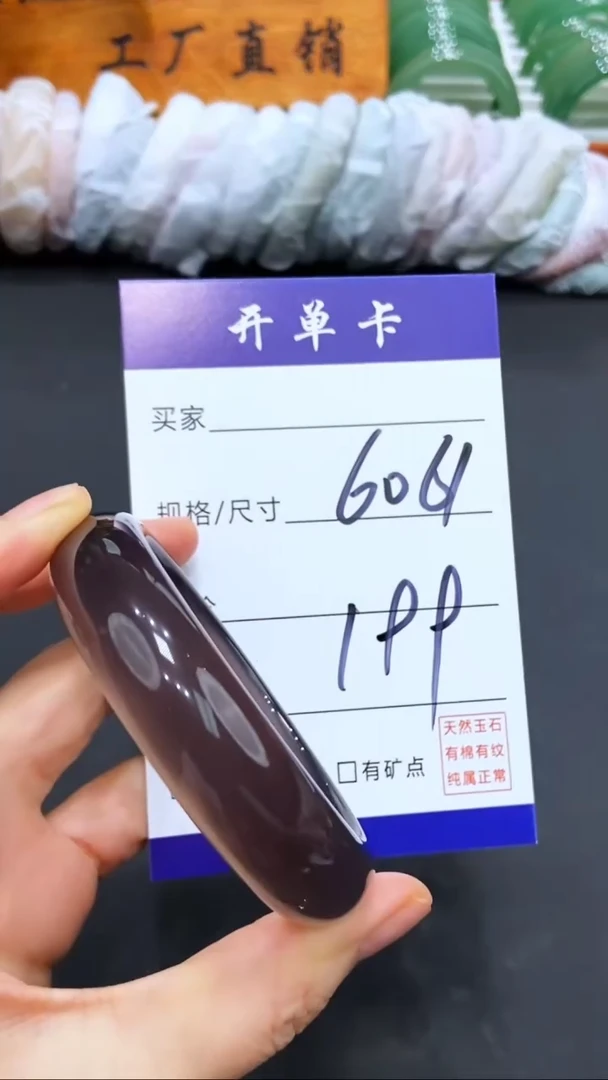 工厂直销
开单卡
买家
规格/尺寸 6061
199
有矿点
天然玉石
有棉有纹
纯属正常